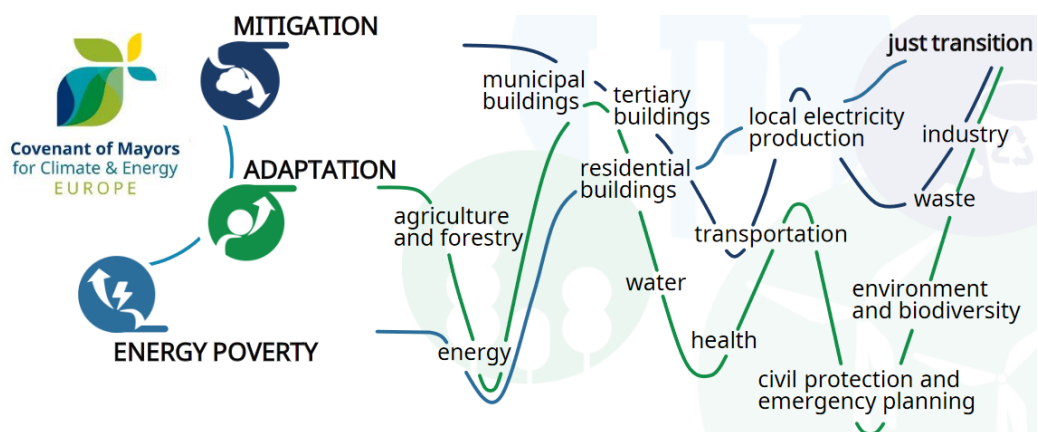 MITIGATION
Covenant of Mayors
for Climate & Energy
EUROPE
ADAPTATION
ENERGY POVERTY
municipal
buildings
tertiary
buildings
residential
buildings
local electricity
production
just transition
industry
waste
agriculture
and forestry
transportation
water
energy
health
environment
and biodiversity
civil protection and
emergency planning